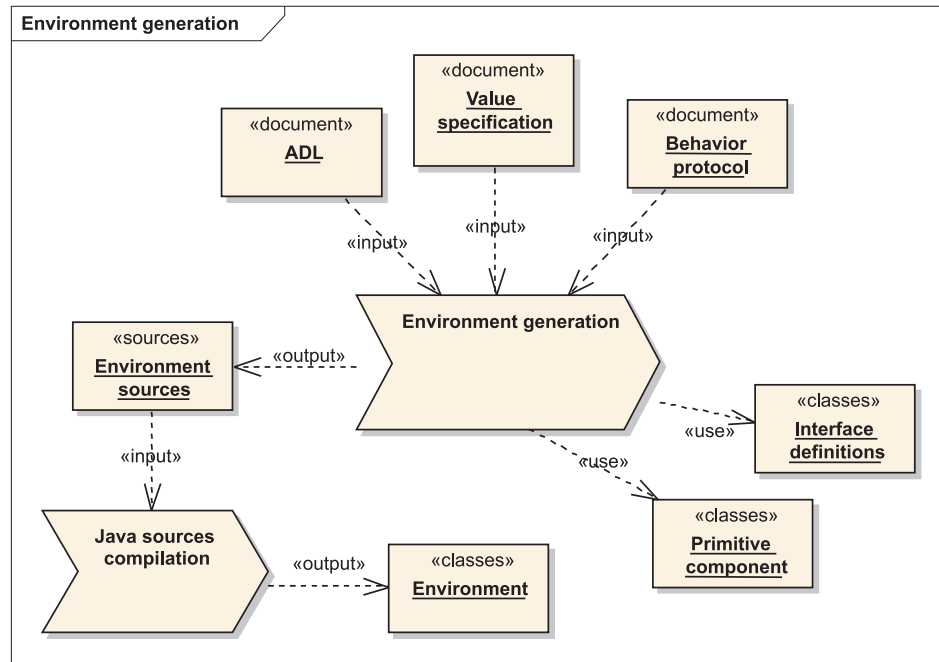 Environment generation
«document»
Value
specification
«document»
ADL
«document»
Behavior
protocol
«input»
«input»
«input»
Environment generation
«sources»
Environment
sources
«output»
«classes»
Interface
definitions
«use»
«input»
«use»
«classes»
Primitive
component
Java sources
compilation
«output»
«classes»
Environment